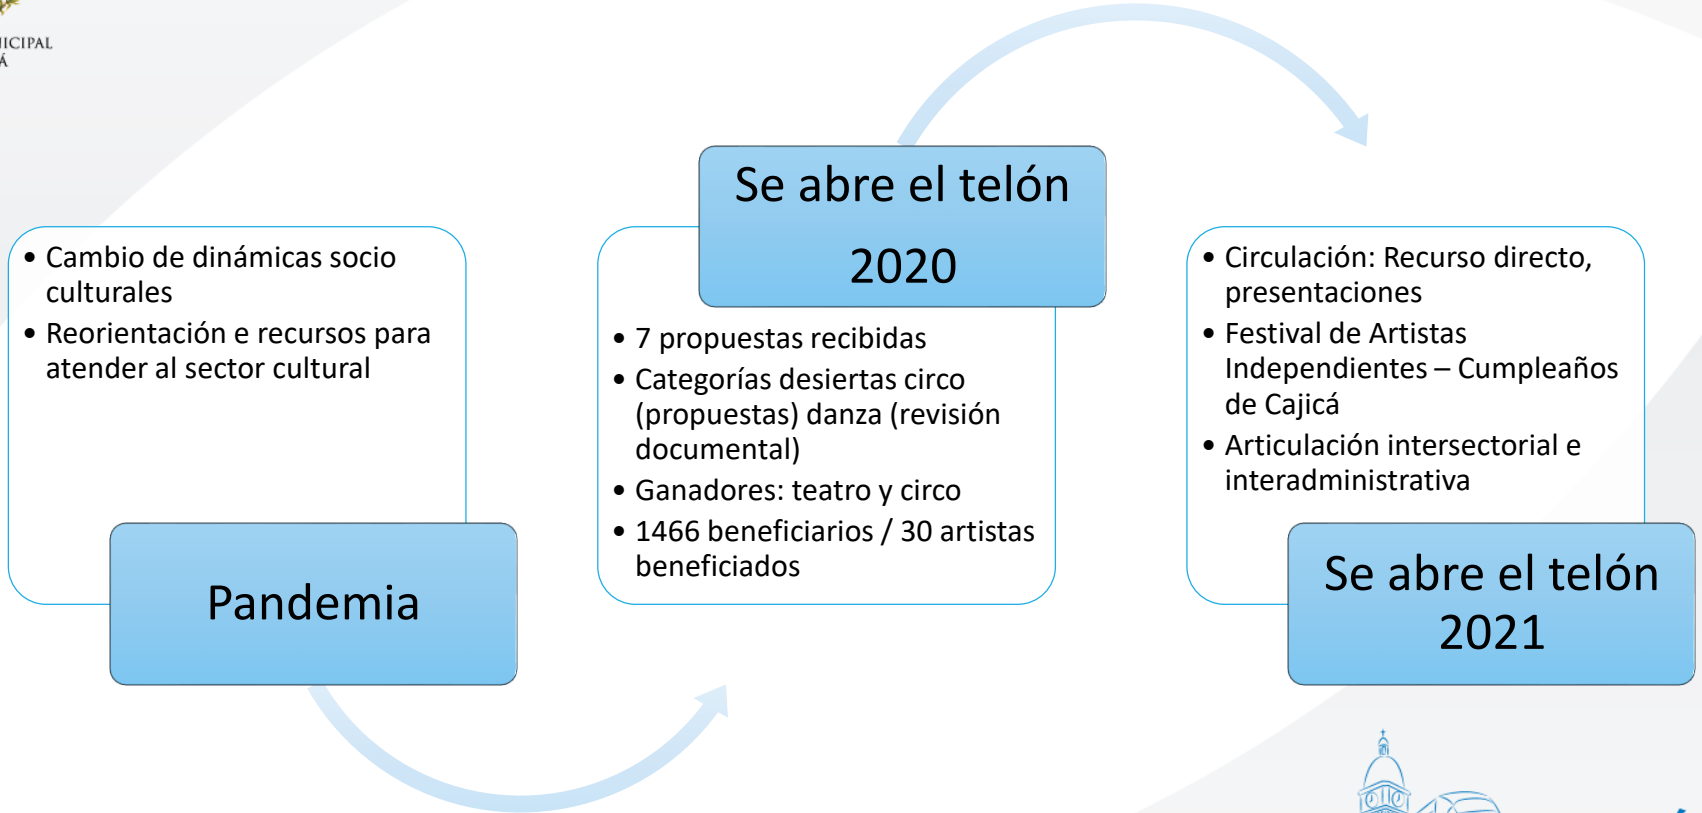 • Cambio de dinámicas socio
culturales
• Reorientación e recursos para
atender al sector cultural
Pandemia
Se abre el telón
2020
• 7 propuestas recibidas
• Categorías desiertas circo
(propuestas) danza (revisión
documental)
• Ganadores: teatro y circo
• 1466 beneficiarios / 30 artistas
beneficiados
• Circulación: Recurso directo,
presentaciones
• Festival de Artistas
Independientes – Cumpleaños
de Cajicá
• Articulación intersectorial e
interadministrativa
Se abre el telón
2021